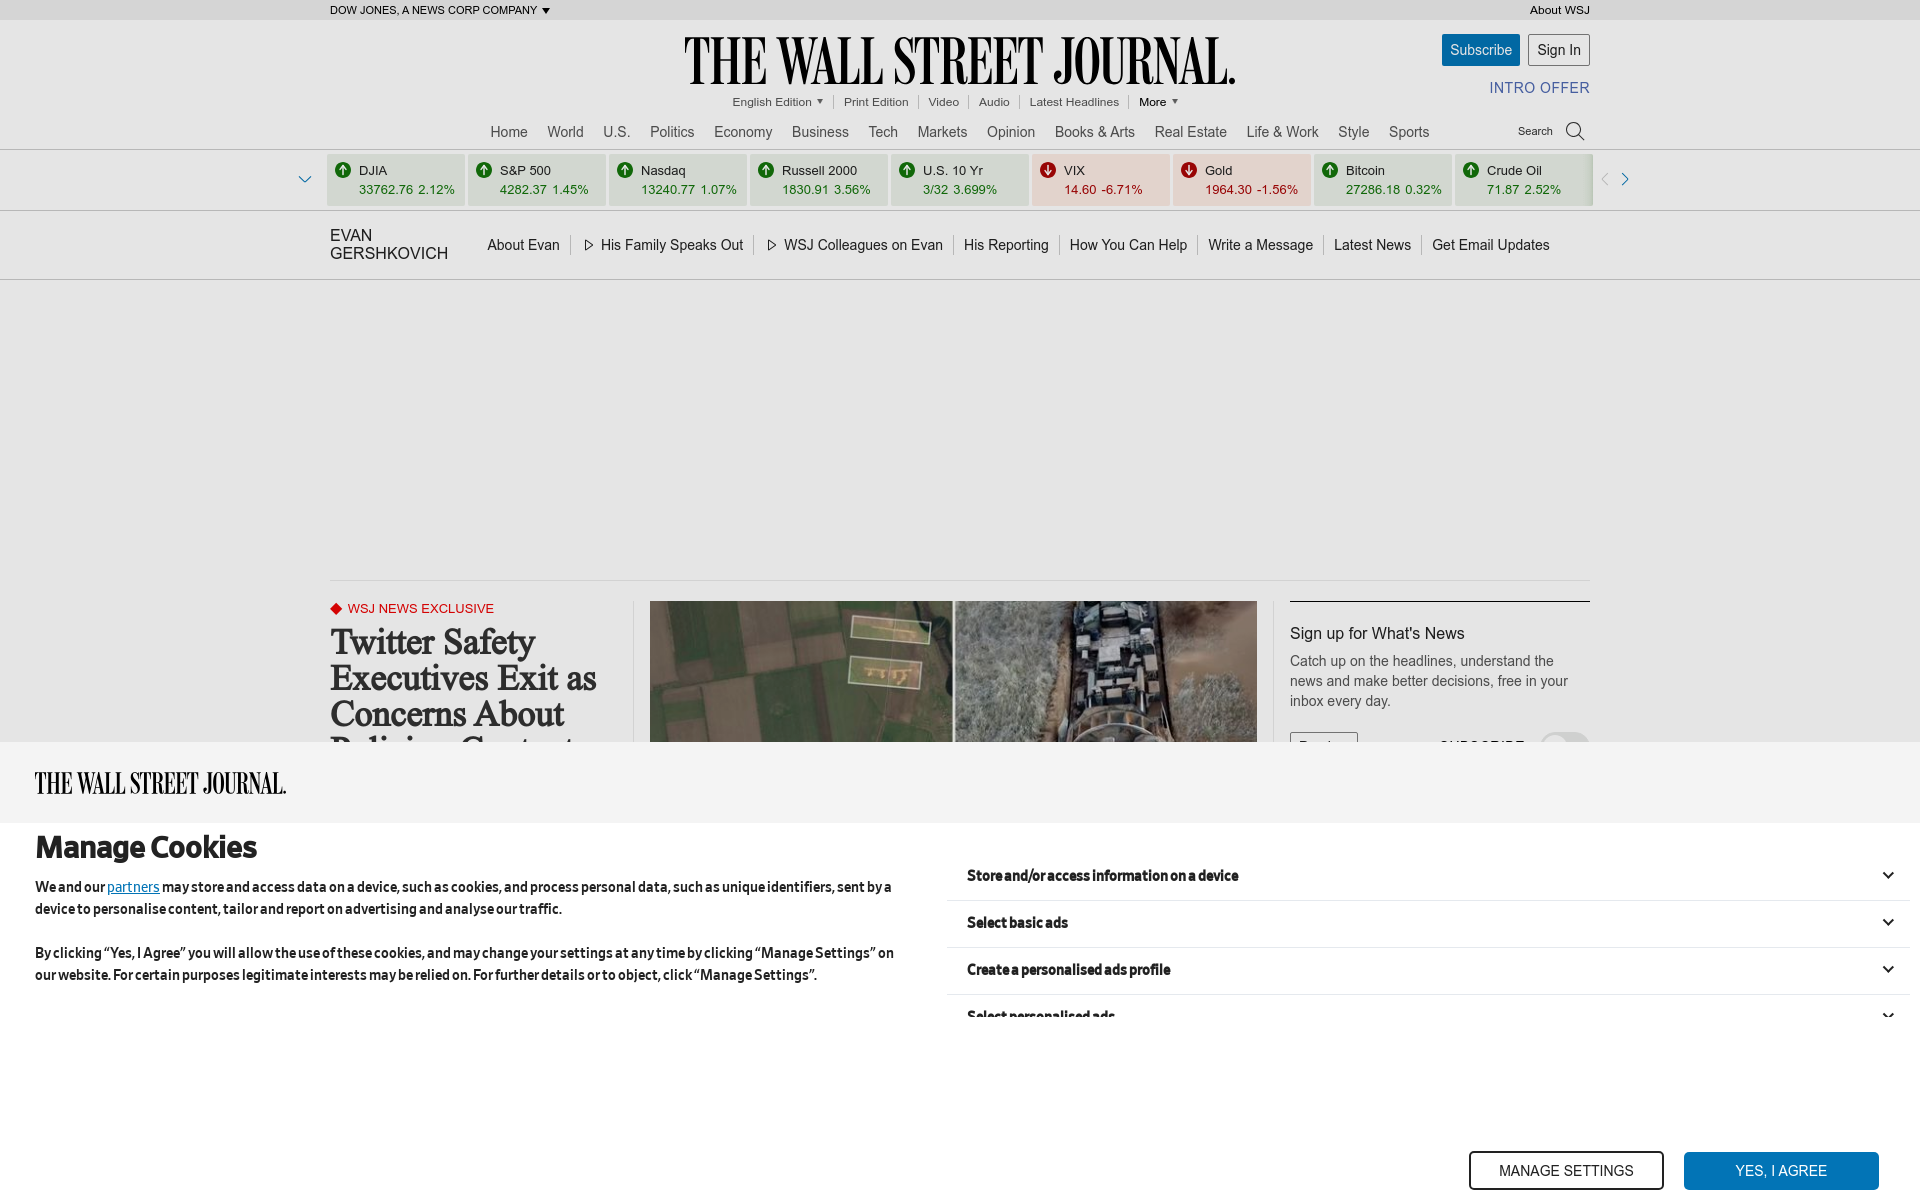 DOW JONES, A NEWS CORP COMPANY
About WSJ
THE WALL STREET JOURNAL.
Subscribe
Sign In
INTRO OFFER
English Edition
Print Edition
Video
Audio
Latest Headlines
More
Home World U.S. Politics Economy Business Tech Markets Opinion Books & Arts Real Estate Life & Work Style Sports
Search
DJIA
33762.76 2.12%
S&P 500
4282.37 1.45%
Nasdaq
13240.77 1.07%
Russell 2000
1830.91 3.56%
U.S. 10 Yr
3/32 3.699%
VIX
14.60 -6.71%
Gold
1964.30 -1.56%
Bitcoin
27286.18 0.32%
Crude Oil
71.87 2.52%
EVAN
GERSHKOVICH
About Evan
His Family Speaks Out
WSJ Colleagues on Evan
His Reporting
How You Can Help
Write a Message
Latest News
Get Email Updates
WSJ NEWS EXCLUSIVE
Twitter Safety
Executives Exit as
Concerns About
Sign up for What's News
Catch up on the headlines, understand the
news and make better decisions, free in your
inbox every day.
THE WALL STREET JOURNAL.
Manage Cookies
We and our partners may store and access data on a device, such as cookies, and process personal data, such as unique identifiers, sent by a
device to personalise content, tailor and report on advertising and analyse our traffic.
By clicking “Yes, I Agree” you will allow the use of these cookies, and may change your settings at any time by clicking “Manage Settings” on
our website. For certain purposes legitimate interests may be relied on. For further details or to object, click “Manage Settings”.
Store and/or access information on a device
Select basic ads
Create a personalised ads profile
Select personalised ads
MANAGE SETTINGS
YES, I AGREE